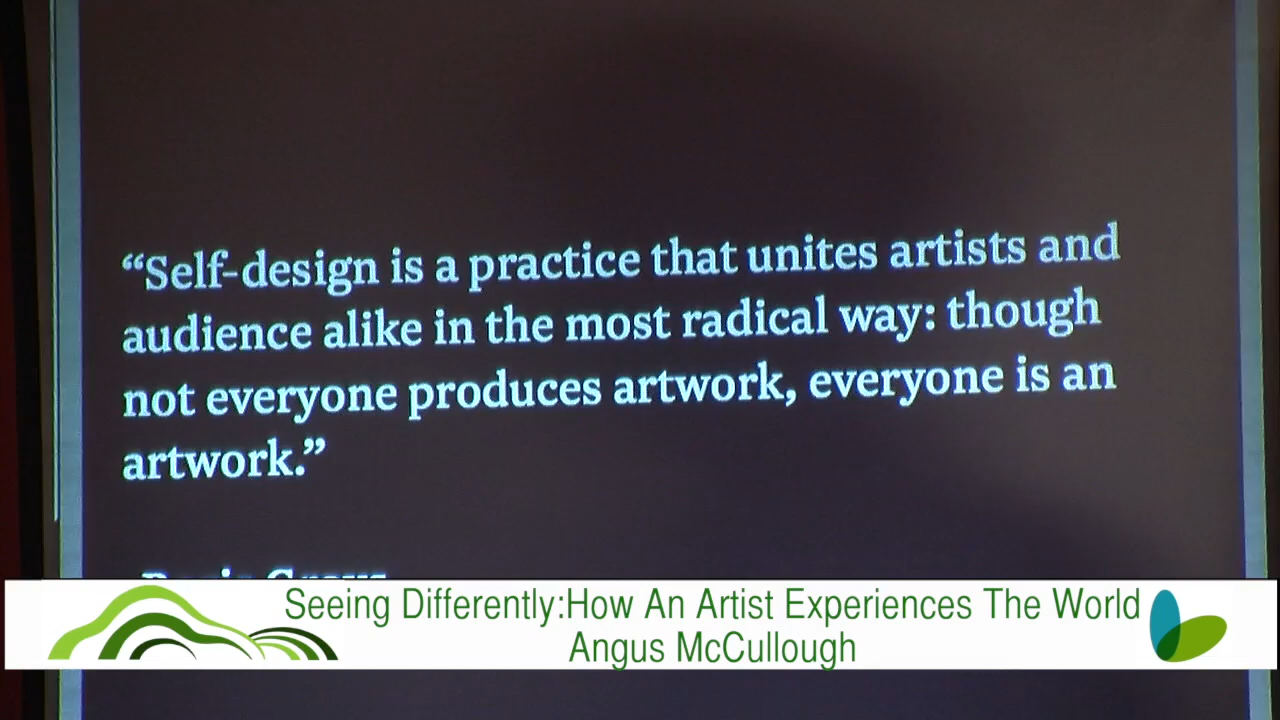 “Self-design is a practice that unites artists and
audience alike in the most radical way: though
not everyone produces artwork, everyone is an
artwork.”
Seeing Differently:How An Artist Experiences The World
Angus McCullough